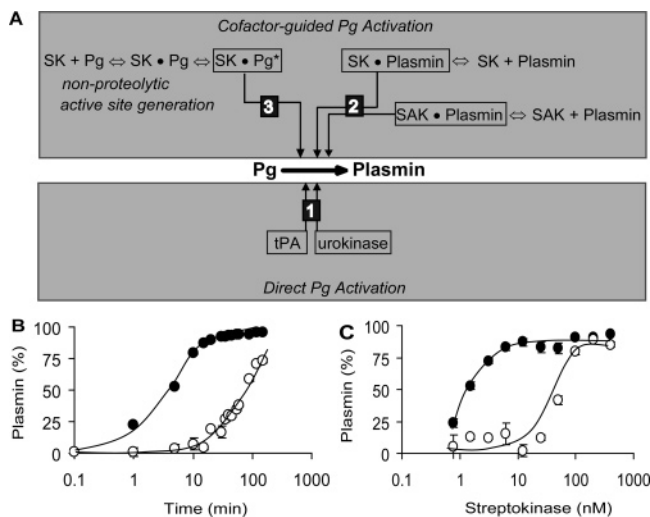 A
Cofactor-guided Pg Activation
SK + Pg ⇔ SK • Pg ⇔ SK • Pg*
non-proteolytic
active site generation
SK • Plasmin ⇔ SK + Plasmin
3
2
SAK • Plasmin ⇔ SAK + Plasmin
Pg Plasmin
1
tPA urokinase
Direct Pg Activation
B
Plasmin (%)
100
75
50
25
0
0.1 1 10 100 1000
Time (min)
C
Plasmin (%)
100
75
50
25
0
0.1 1 10 100 1000
Streptokinase (nM)